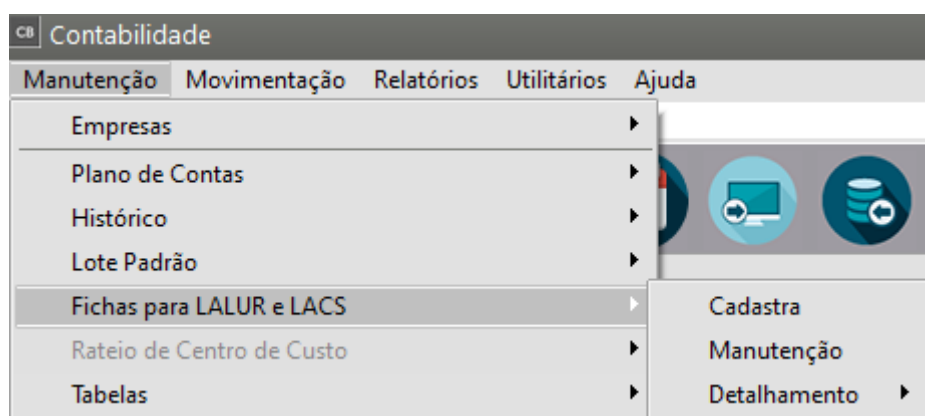 CB Contabilidade
Manutenção Movimentação Relatórios Utilitários Ajuda
Empresas
Plano de Contas
Histórico
Lote Padrão
Fichas para LALUR e LACS
Cadastra
Rateio de Centro de Custo
Manutenção
Tabelas
Detalhamento